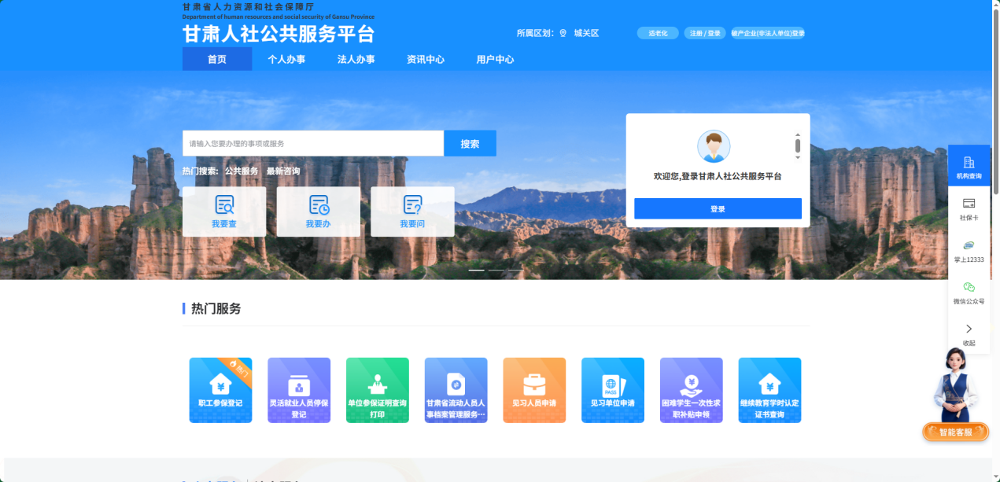 甘肃省人力资源和社会保障厅
Department of human resources and social security of Gansu Province
甘肃人社公共服务平台
所属区划： 城关区
适老化
注册 / 登录
破产企业(非法人单位)登录
首页
个人办事
法人办事
资讯中心
用户中心
请输入您要办理的事项或服务
搜索
热门搜索: 公共服务 最新咨询
我要查
我要办
我要问
欢迎您,登录甘肃人社公共服务平台
登录
机构查询
社保卡
掌上12333
微信公众号
收起
智能客服
热门服务
热门
职工参保登记
灵活就业人员停保
登记
单位参保证明查询
打印
甘肃省流动人员人
事档案管理服务…
见习人员申请
PASS
见习单位申请
困难学生一次性求
职补贴申领
继续教育学时认定
证书查询